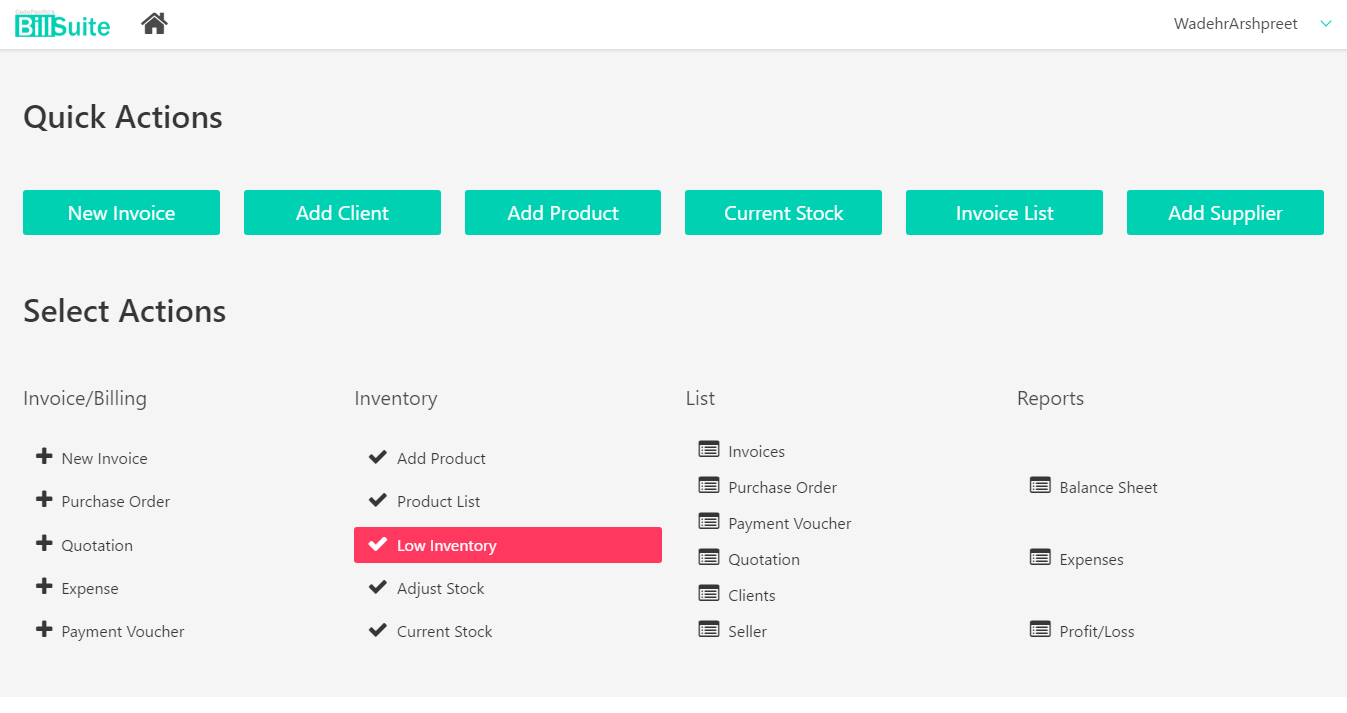 CodePacific's
BillSuite
WadehrArshpreet
Quick Actions
New Invoice
Add Client
Add Product
Current Stock
Invoice List
Add Supplier
Select Actions
Invoice/Billing
New Invoice
Purchase Order
Quotation
Expense
Payment Voucher
Inventory
Add Product
Product List
Low Inventory
Adjust Stock
Current Stock
List
Invoices
Purchase Order
Payment Voucher
Quotation
Clients
Seller
Reports
Balance Sheet
Expenses
Profit/Loss